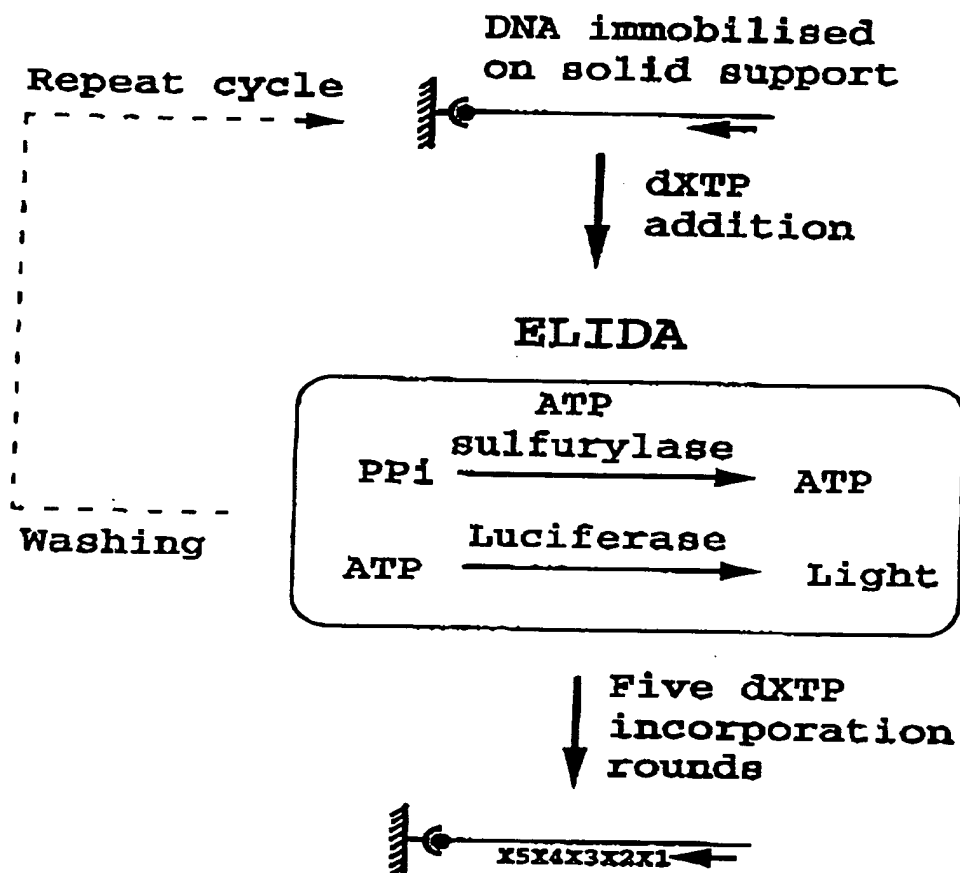 DNA immobilised
on solid support
Repeat cycle
dXTP
addition
ELIDA
ATP
sulfurylase
PPi
ATP
Washing
Luciferase
ATP
Light
Five dXTP
incorporation
rounds
X5X4X3X2X1